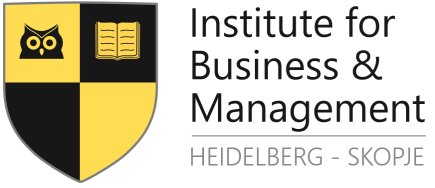 Institute for
Business &
Management
HEIDELBERG - SKOPJE